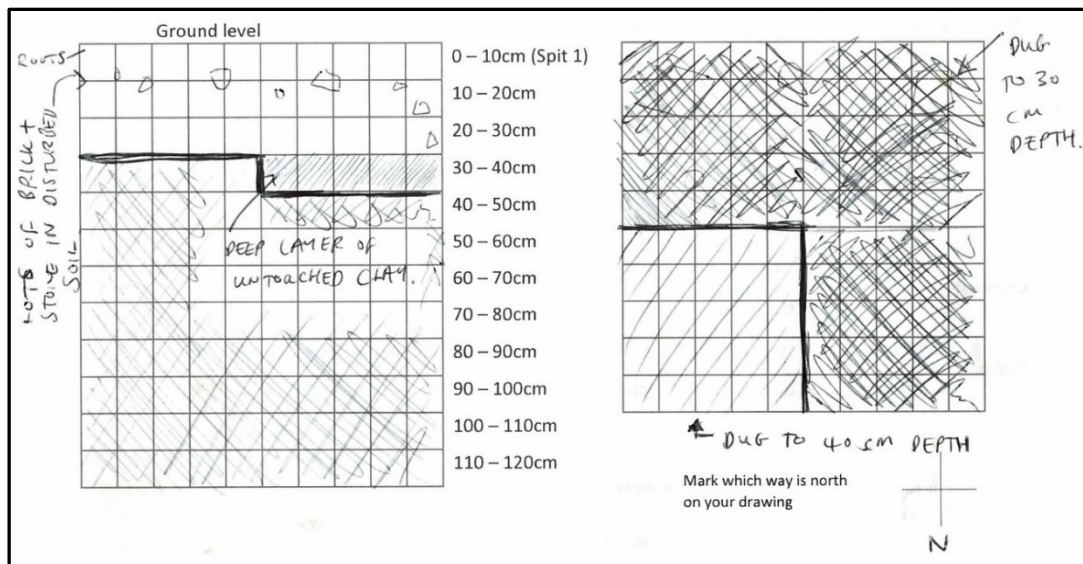 Ground level
ROOTS
0 – 10cm (Spit 1)
10 – 20cm
20 – 30cm
30 – 40cm
40 – 50cm
50 – 60cm
60 – 70cm
70 – 80cm
80 – 90cm
90 – 100cm
100 – 110cm
110 – 120cm
LOTS OF BRICK +
STONE IN DISTURBED
SOIL
DEEP LAYER OF
UNTOUCHED CLAY.
DUG
TO 30
CM
DEPTH.
DUG TO 40 CM DEPTH
Mark which way is north
on your drawing
N